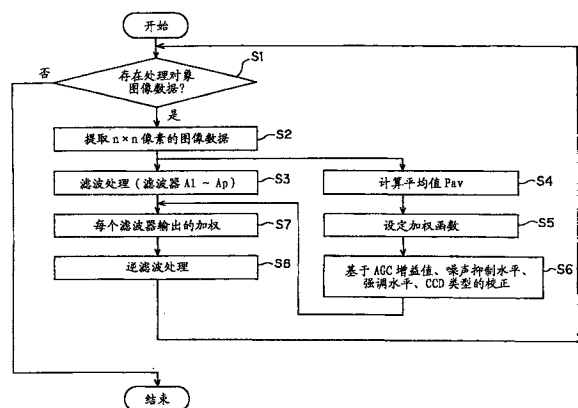 开始
S1
否
存在处理对象
图像数据？
是
提取 n×n 像素的图像数据
S2
滤波处理（滤波器 A1 ~ Ap）
S3
计算平均值 Pav
S4
每个滤波器输出的加权
S7
设定加权函数
S5
逆滤波处理
S8
基于 AGC 增益值、噪声抑制水平、
强调水平、CCD 类型的校正
S6
结束